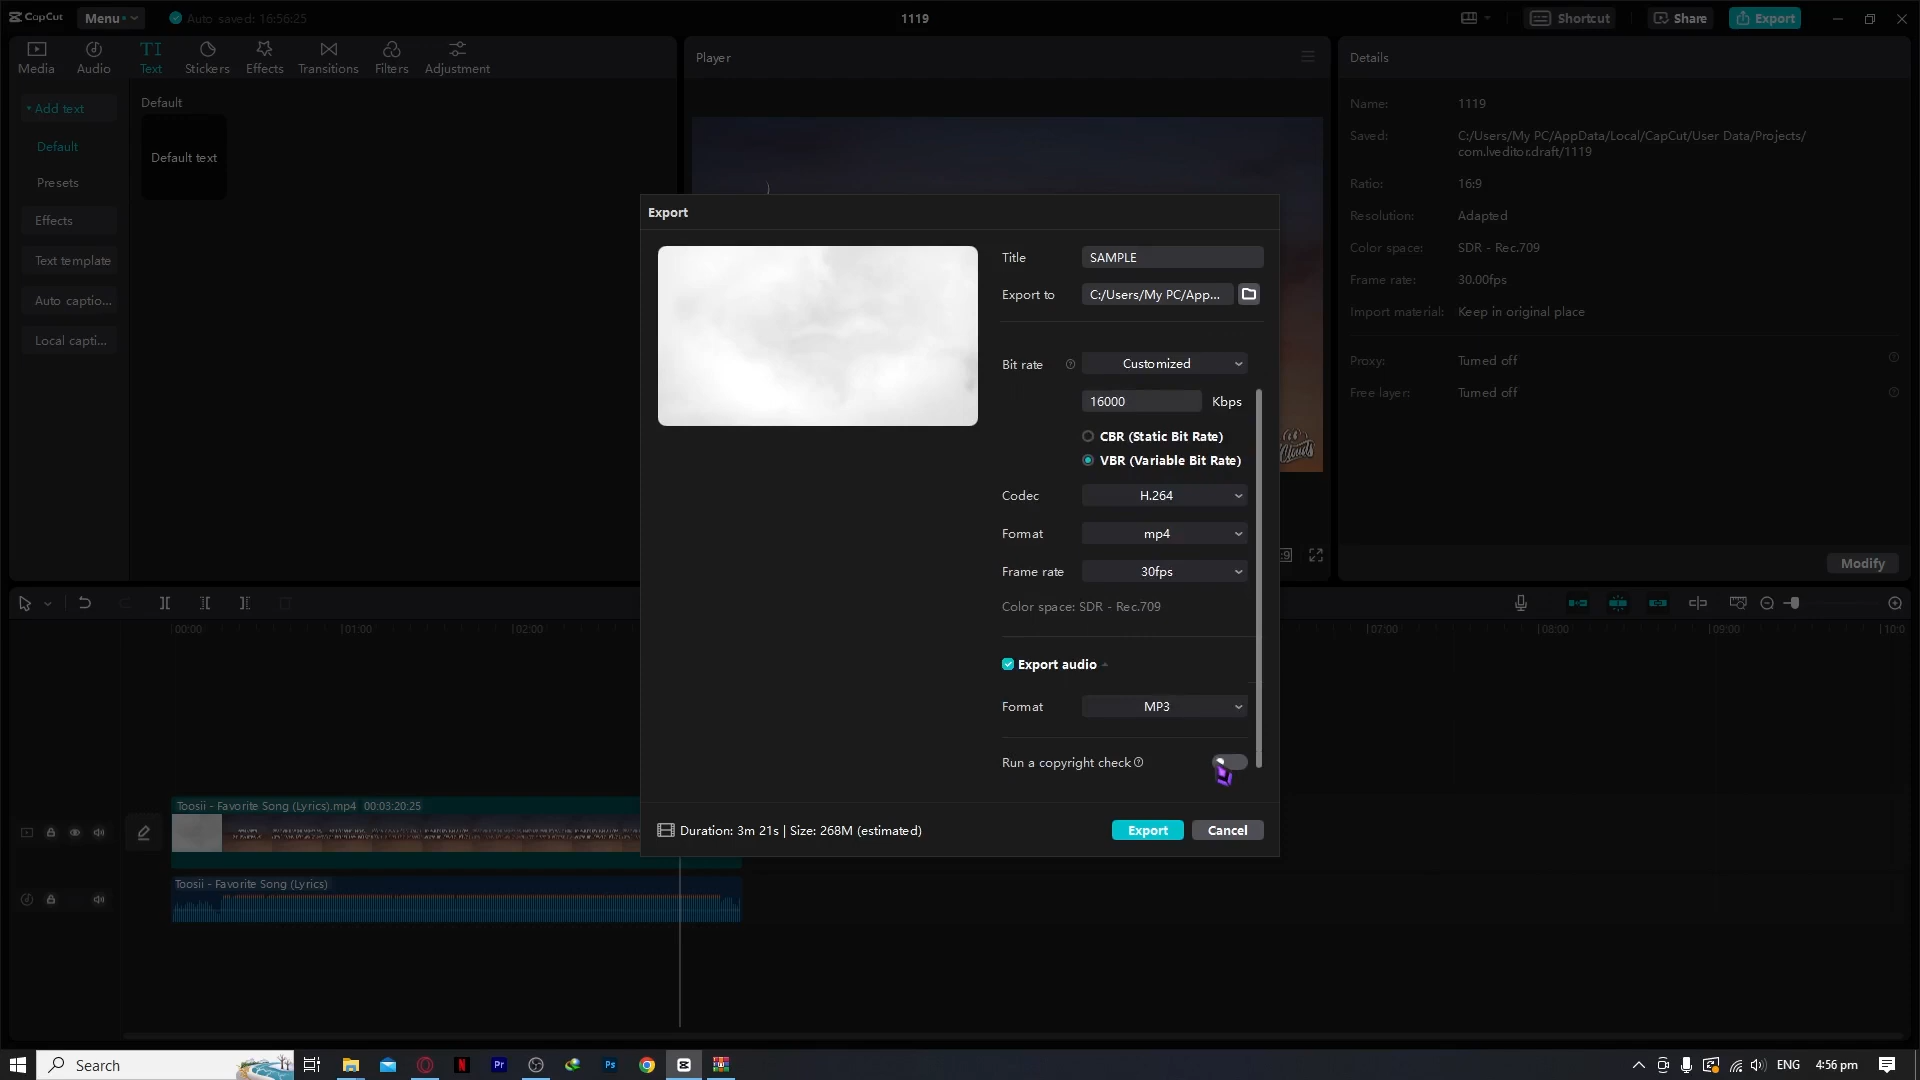 CapCut
Menu
Auto saved: 16:56:25
1119
Shortcut
Share
Export
Media
Audio
TI
Text
Stickers
Effects
Transitions
Filters
Adjustment
Add text
Default
Presets
Effects
Text template
Auto captio...
Local capti...
Default
Default text
Player
Details
Name:
1119
Saved:
C:/Users/My PC/AppData/Local/CapCut/User Data/Projects/
com.lveditor.draft/1119
Ratio:
16:9
Resolution:
Adapted
Color space:
SDR - Rec.709
Frame rate:
30.00fps
Import material:
Keep in original place
Proxy:
Turned off
Free layer:
Turned off
Modify
Export
Title
SAMPLE
Export to
C:/Users/My PC/App...
Bit rate
Customized
16000
Kbps
CBR (Static Bit Rate)
VBR (Variable Bit Rate)
Codec
H.264
Format
mp4
Frame rate
30fps
Color space: SDR - Rec.709
Export audio
Format
MP3
Run a copyright check
Duration: 3m 21s | Size: 268M (estimated)
Export
Cancel
Clouds
00:00
01:00
02:00
07:00
08:00
09:00
10:0
Toosii - Favorite Song (Lyrics).mp4 00:03:20:25
Toosii - Favorite Song (Lyrics)
Search
Pr
Ps
ENG
4:56 pm